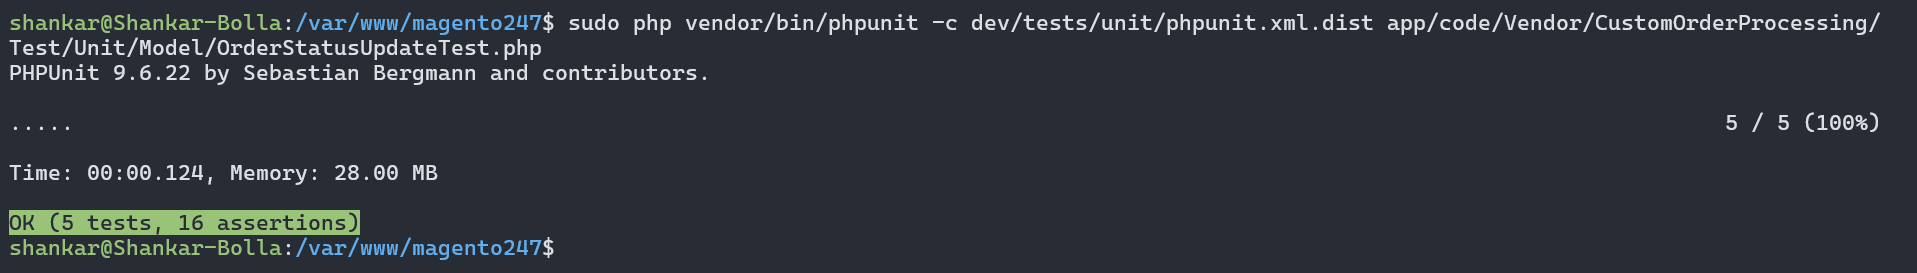 shankar@Shankar-Bolla:/var/www/magento247$ sudo php vendor/bin/phpunit -c dev/tests/unit/phpunit.xml.dist app/code/Vendor/CustomOrderProcessing/
Test/Unit/Model/OrderStatusUpdateTest.php
PHPUnit 9.6.22 by Sebastian Bergmann and contributors.
..... 5 / 5 (100%)
Time: 00:00.124, Memory: 28.00 MB
OK (5 tests, 16 assertions)
shankar@Shankar-Bolla:/var/www/magento247$